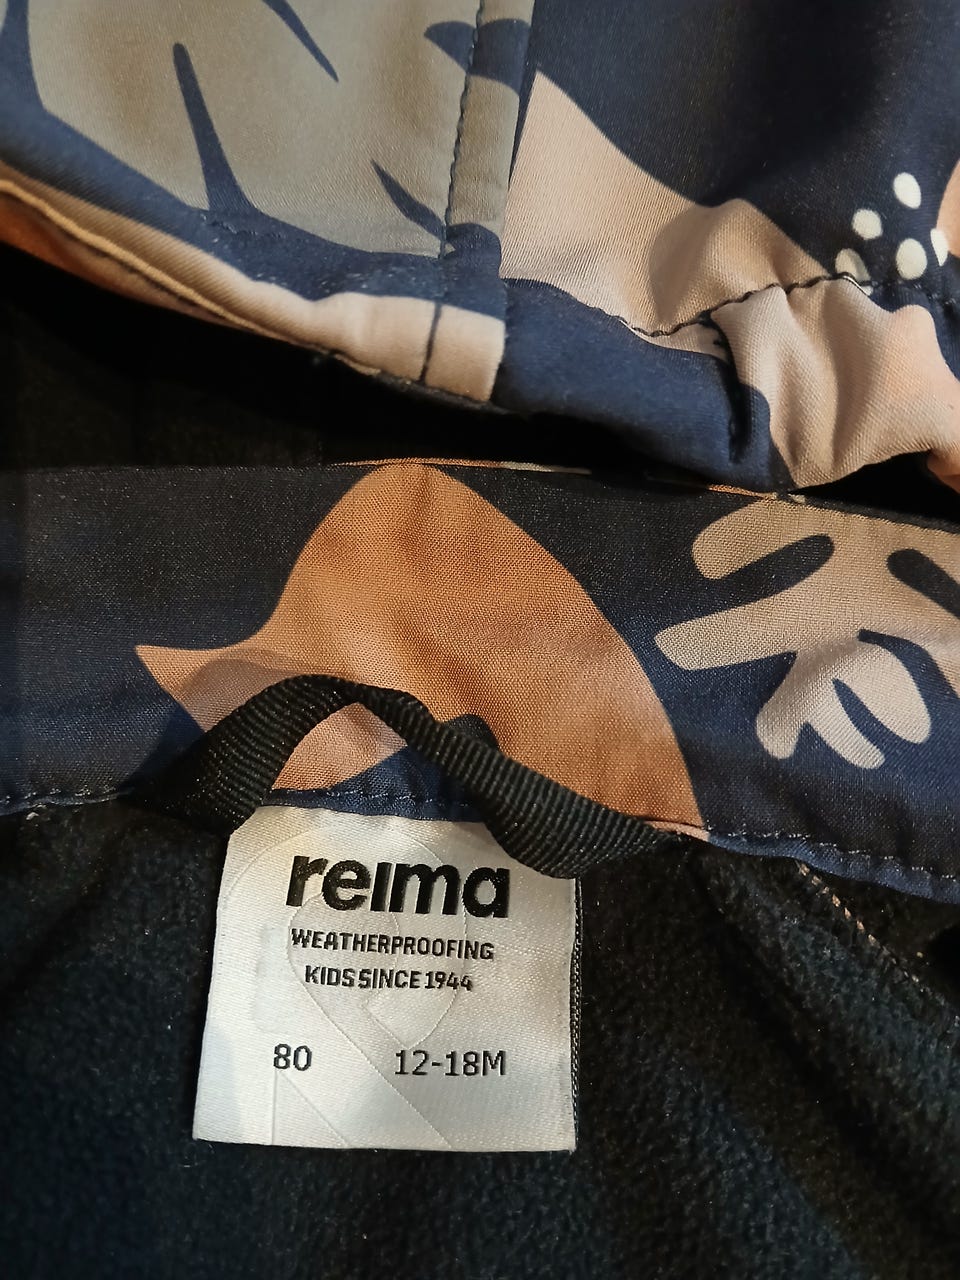 reima
WEATHERPROOFING
KIDS SINCE 1944
80 12-18M